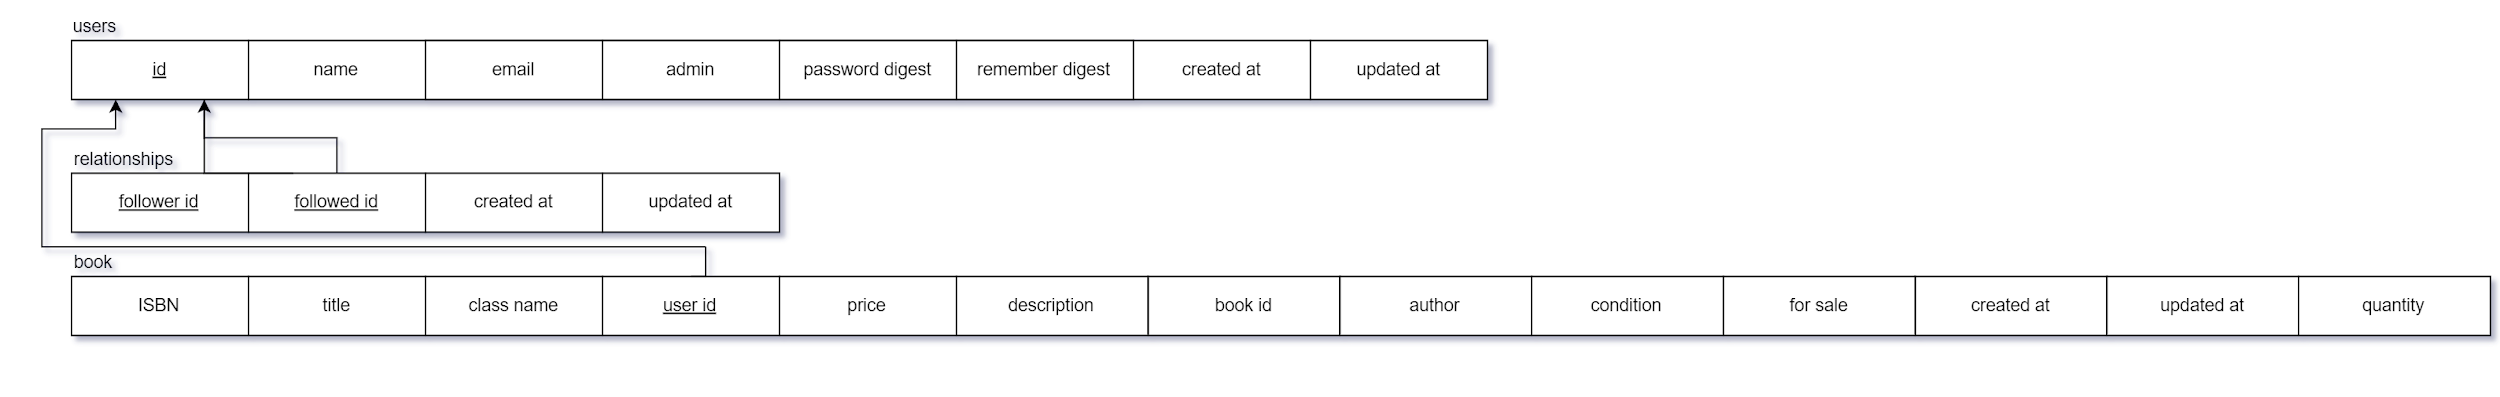 users
id name email admin password digest remember digest created at updated at
relationships
follower id followed id created at updated at
book
ISBN title class name user id price description book id author condition for sale created at updated at quantity